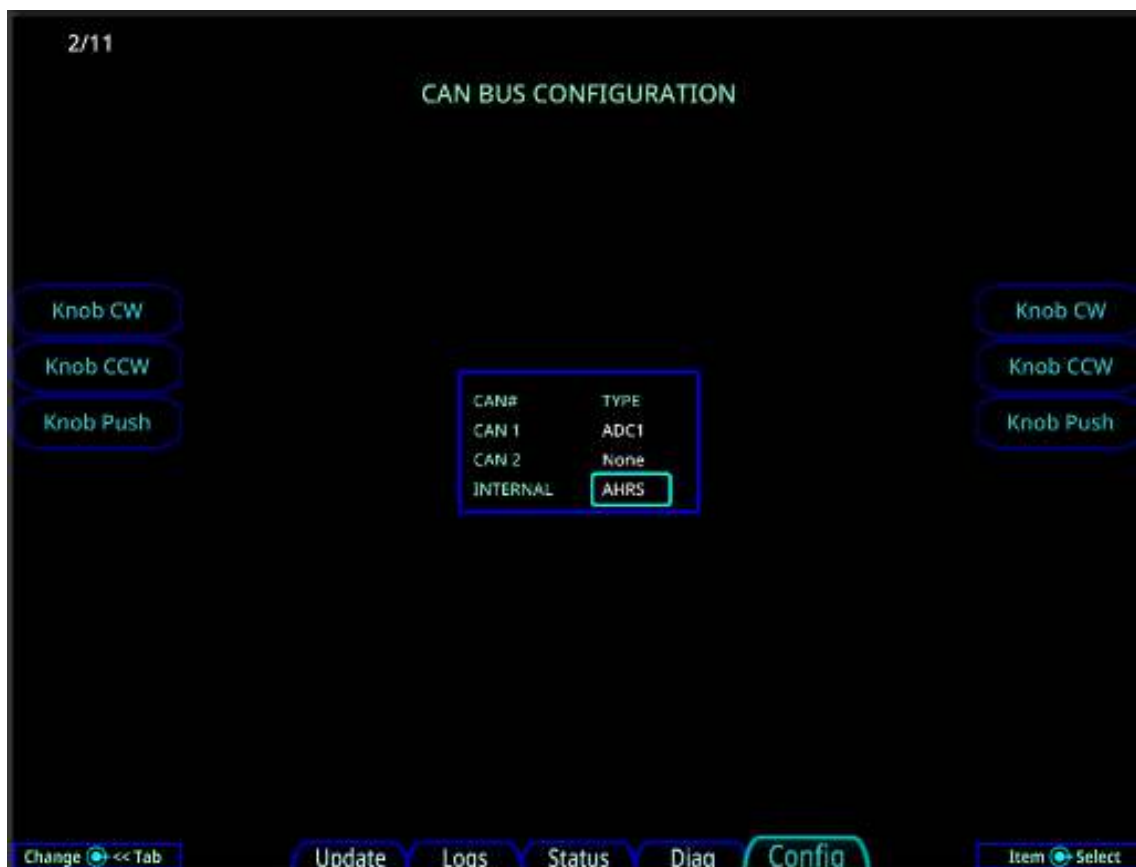 2/11
CAN BUS CONFIGURATION
Knob CW
Knob CCW
Knob Push
CAN# TYPE
CAN 1 ADC1
CAN 2 None
INTERNAL AHRS
Knob CW
Knob CCW
Knob Push
Change << Tab
Update Logs Status Diag Config
Item Select